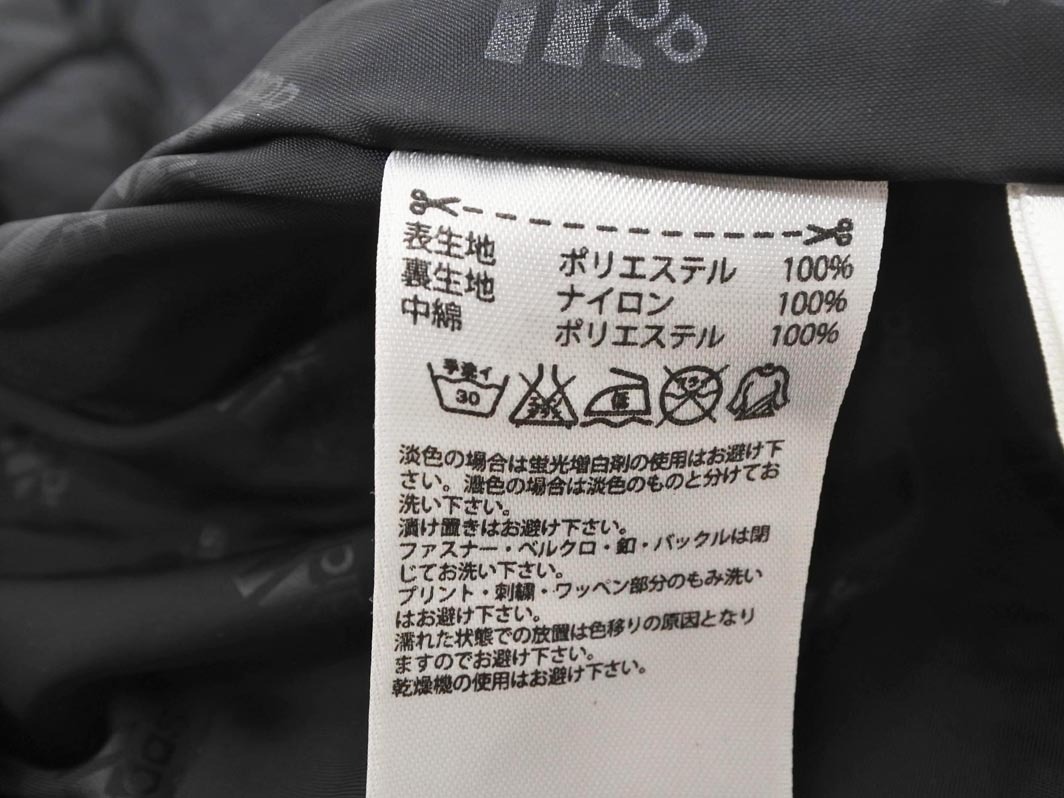 表生地 ポリエステル 100%
裏生地 ナイロン 100%
中綿 ポリエステル 100%
手洗イ
30 低
淡色の場合は蛍光増白剤の使用はお避け下
さい。濃色の場合は淡色のものと分けてお
洗い下さい。
漬け置きはお避け下さい。
ファスナー・ベルクロ・釦・バックルは閉
じてお洗い下さい。
プリント・刺繍・ワッペン部分のもみ洗い
はお避け下さい。
濡れた状態での放置は色移りの原因となり
ますのでお避け下さい。
乾燥機の使用はお避け下さい。